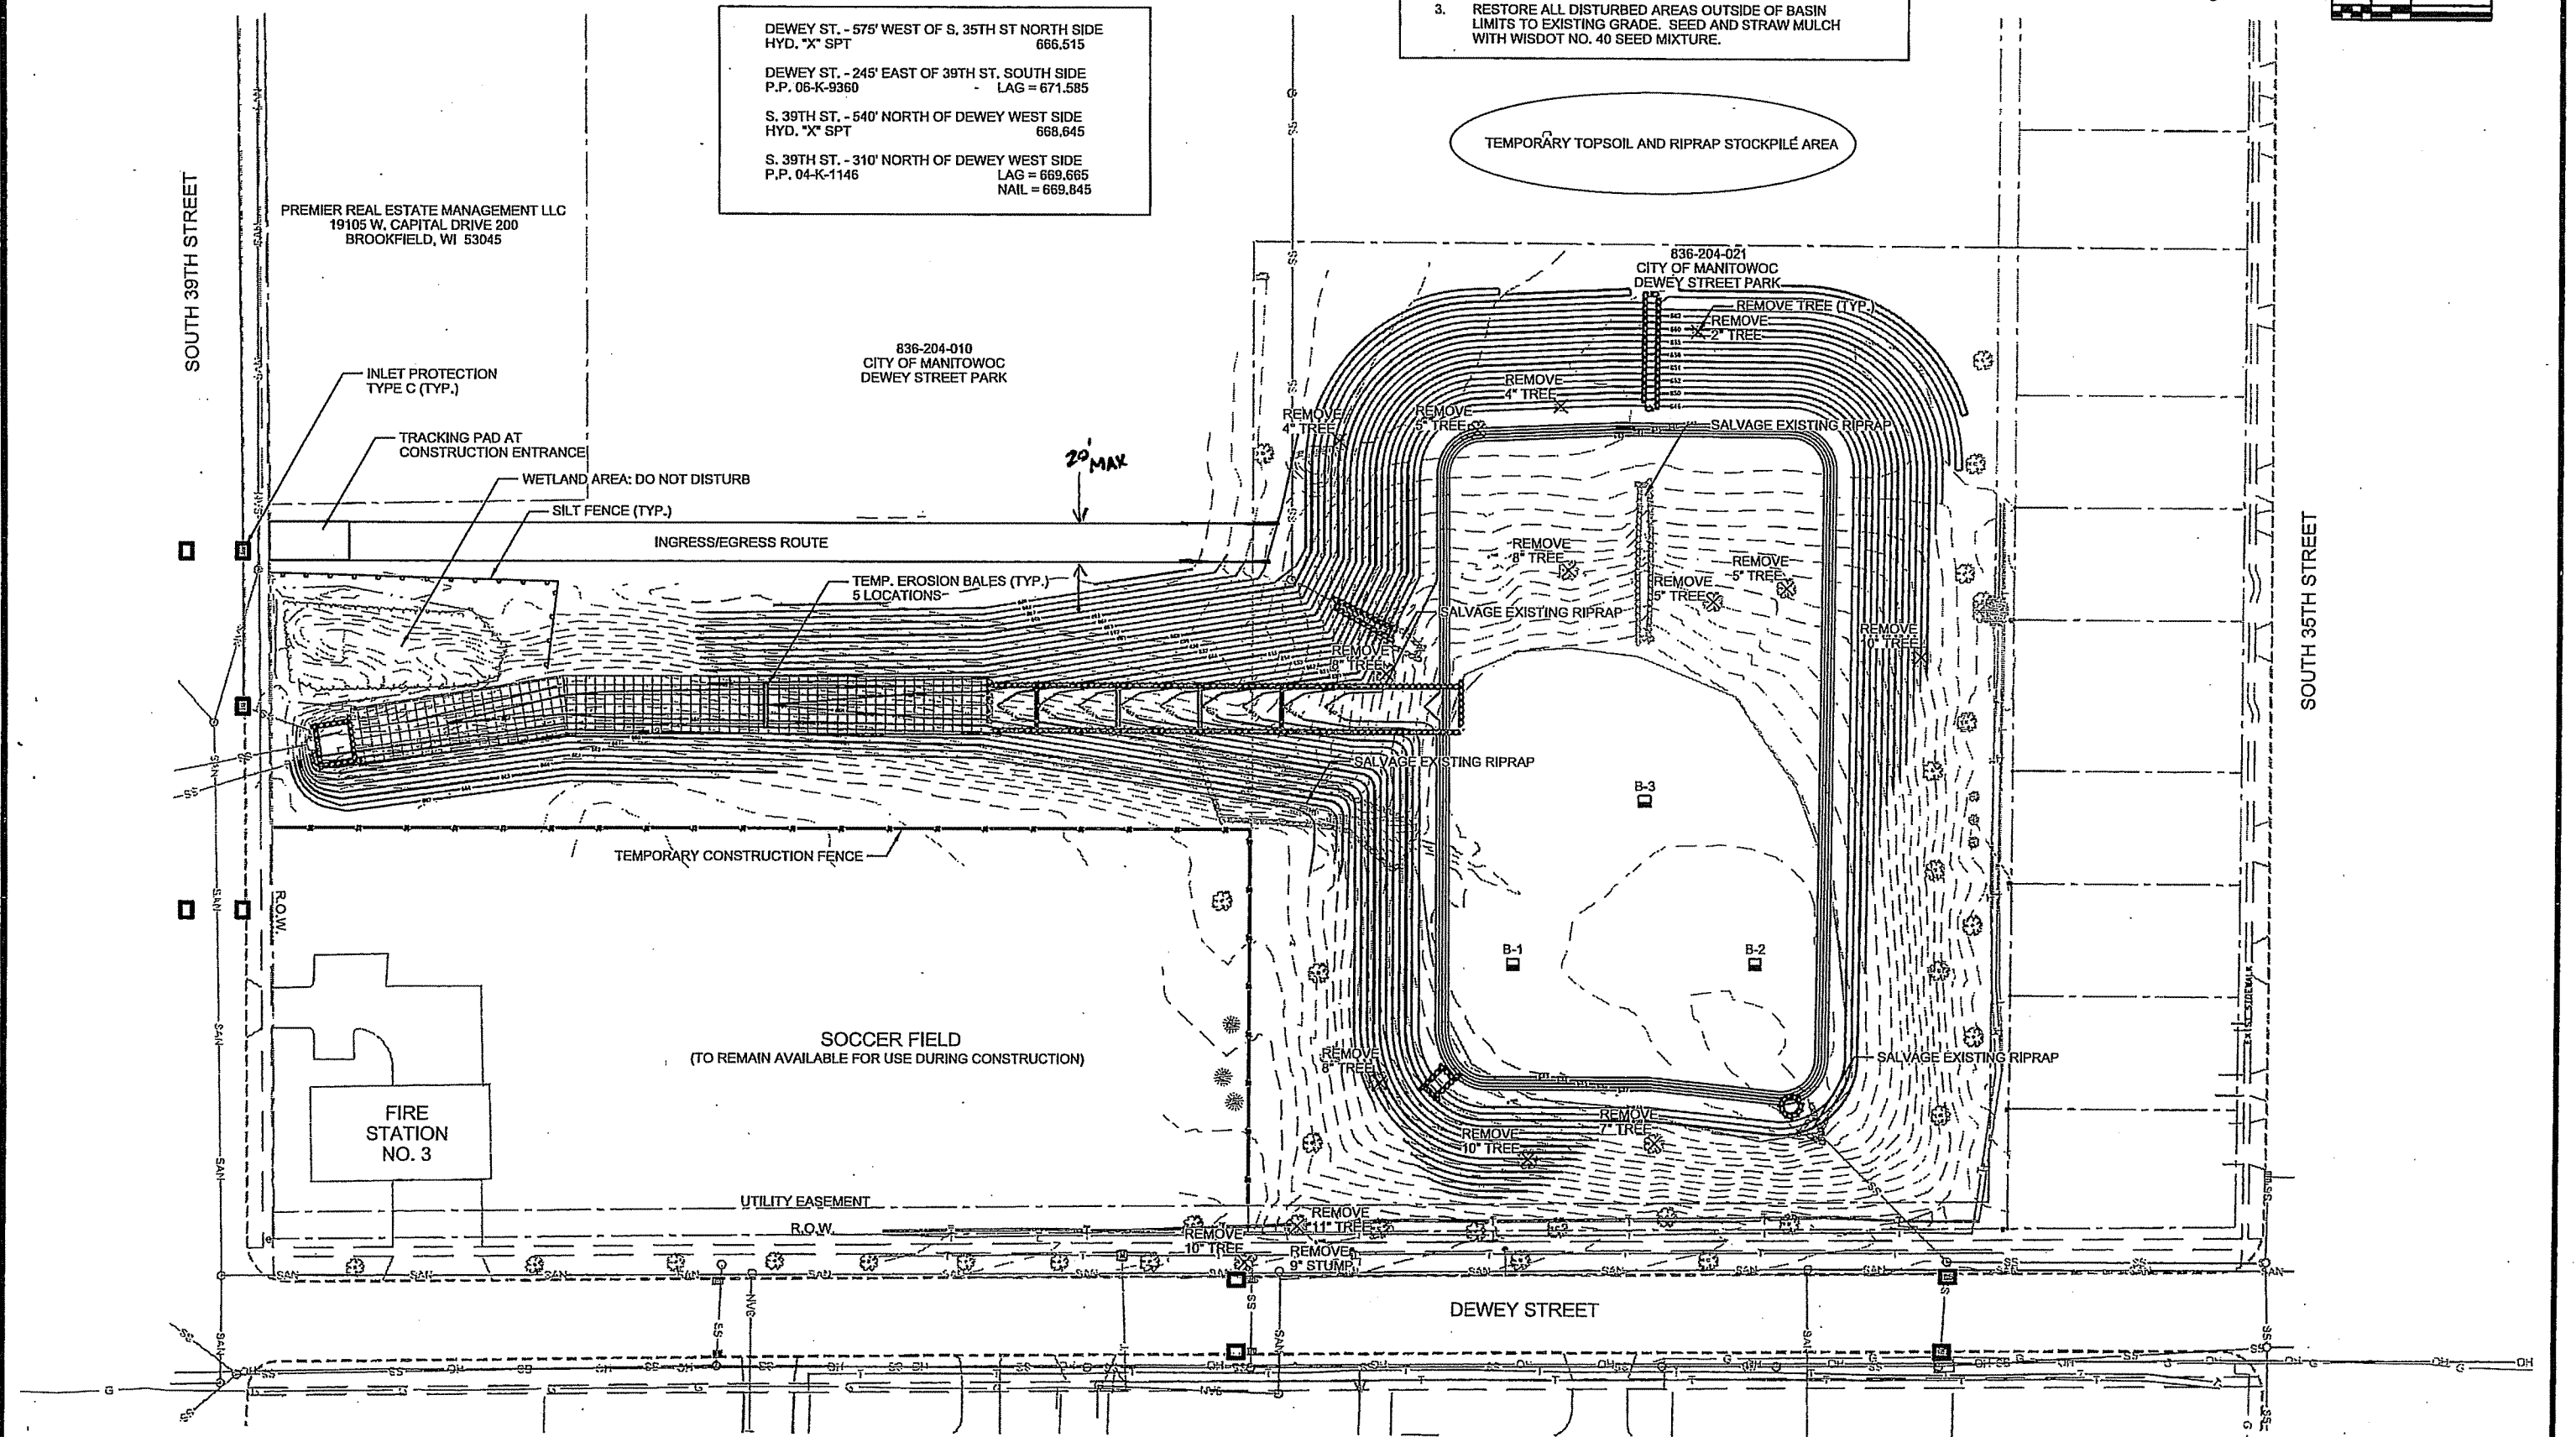 DEWEY ST. - 575' WEST OF S. 35TH ST NORTH SIDE
HYD. "X" SPT 666.515
DEWEY ST. - 245' EAST OF 39TH ST. SOUTH SIDE
P.P. 06-K-9360 - LAG = 671.585
S. 39TH ST. - 540' NORTH OF DEWEY WEST SIDE
HYD. "X" SPT 668.645
S. 39TH ST. - 310' NORTH OF DEWEY WEST SIDE
P.P. 04-K-1146 LAG = 669.665
NAIL = 669.845
3. RESTORE ALL DISTURBED AREAS OUTSIDE OF BASIN
LIMITS TO EXISTING GRADE. SEED AND STRAW MULCH
WITH WISDOT NO. 40 SEED MIXTURE.
TEMPORARY TOPSOIL AND RIPRAP STOCKPILE AREA
SOUTH 39TH STREET
PREMIER REAL ESTATE MANAGEMENT LLC
19105 W. CAPITAL DRIVE 200
BROOKFIELD, WI 53045
836-204-021
CITY OF MANITOWOC
DEWEY STREET PARK
REMOVE TREE (TYP.)
REMOVE
2" TREE
836-204-010
CITY OF MANITOWOC
DEWEY STREET PARK
INLET PROTECTION
TYPE C (TYP.)
REMOVE
4" TREE
REMOVE
4" TREE
REMOVE
5" TREE
SALVAGE EXISTING RIPRAP
TRACKING PAD AT
CONSTRUCTION ENTRANCE
20' MAX
WETLAND AREA: DO NOT DISTURB
SILT FENCE (TYP.)
INGRESS/EGRESS ROUTE
REMOVE
8" TREE
REMOVE
5" TREE
REMOVE
5" TREE
TEMP. EROSION BALES (TYP.)
5 LOCATIONS
SALVAGE EXISTING RIPRAP
REMOVE
10" TREE
REMOVE
8" TREE
SOUTH 35TH STREET
SALVAGE EXISTING RIPRAP
B-3
TEMPORARY CONSTRUCTION FENCE
R.O.W.
B-1
B-2
EXIST. SIDEWALK
SOCCER FIELD
(TO REMAIN AVAILABLE FOR USE DURING CONSTRUCTION)
REMOVE
8" TREE
SALVAGE EXISTING RIPRAP
FIRE
STATION
NO. 3
REMOVE
7" TREE
REMOVE
10" TREE
UTILITY EASEMENT
R.O.W.
REMOVE
11" TREE
REMOVE
10" TREE
REMOVE
9" STUMP
DEWEY STREET